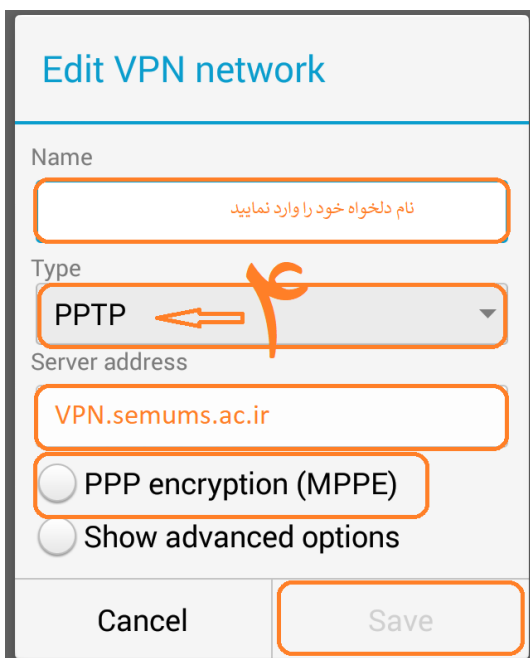 Edit VPN network
Name
نام دلخواه خود را وارد نمایید
Type
۴
PPTP
Server address
VPN.semums.ac.ir
PPP encryption (MPPE)
Show advanced options
Cancel
Save